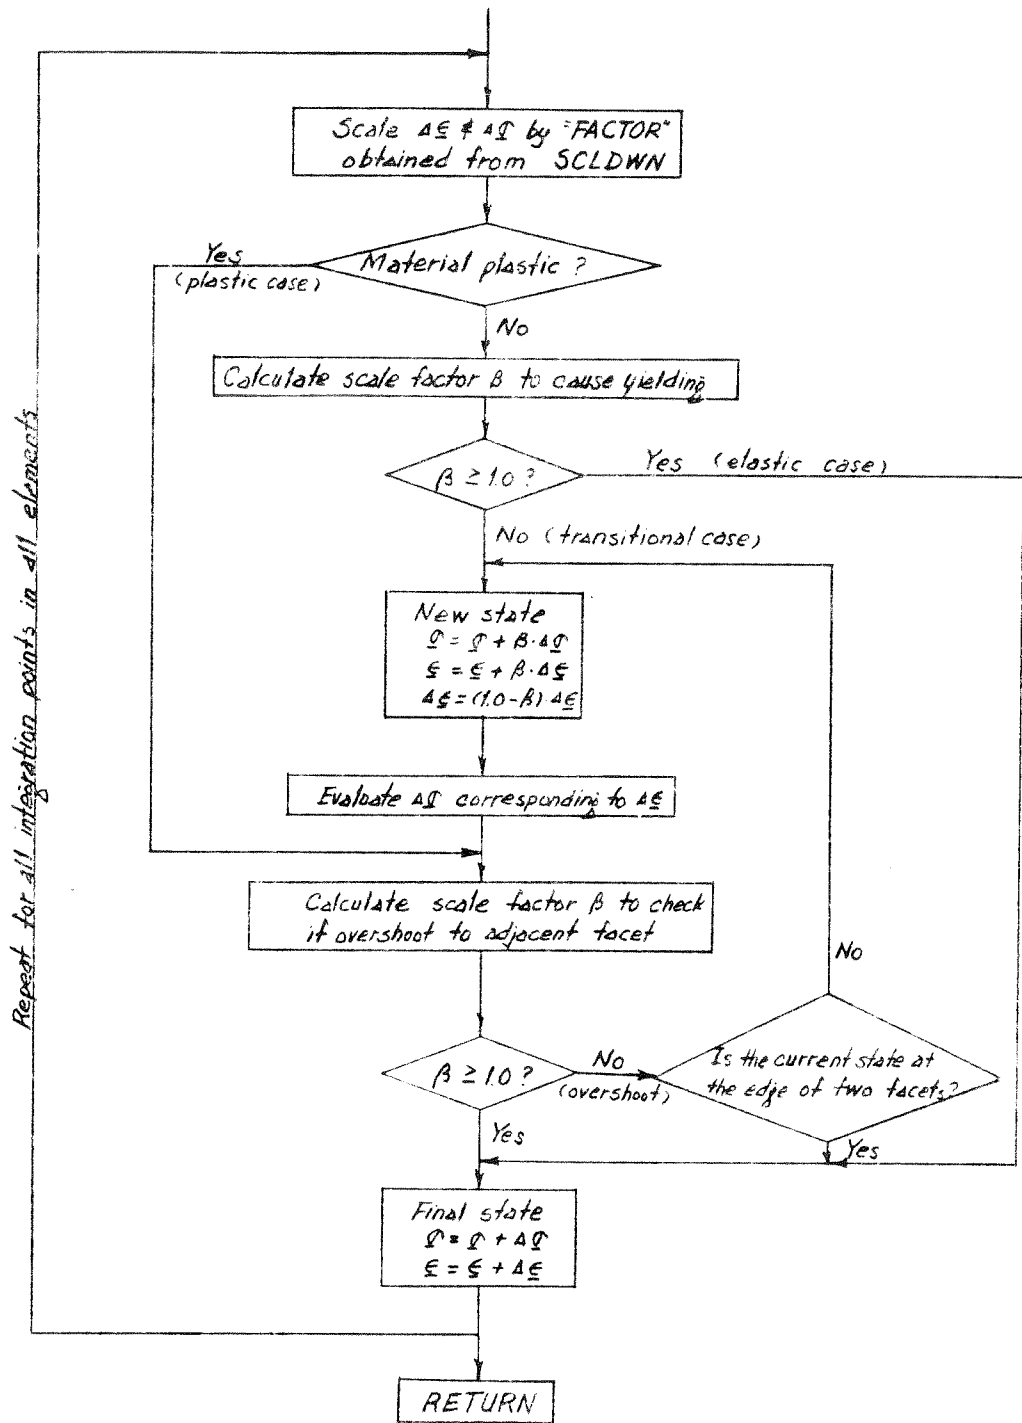 Scale Δε & Δσ by "FACTOR"
obtained from SCLDWN
Yes
(plastic case)
Material plastic ?
No
Calculate scale factor β to cause yielding
β ≥ 1.0 ?
Yes (elastic case)
No (transitional case)
New state
σ = σ + β·Δσ
ε = ε + β·Δε
Δε = (1.0-β) Δε
Evaluate Δσ corresponding to Δε
Calculate scale factor β to check
if overshoot to adjacent facet
No
β ≥ 1.0 ?
No
(overshoot)
Is the current state at
the edge of two facets?
Yes
Yes
Final state
σ = σ + Δσ
ε = ε + Δε
RETURN
Repeat for all integration points in all elements